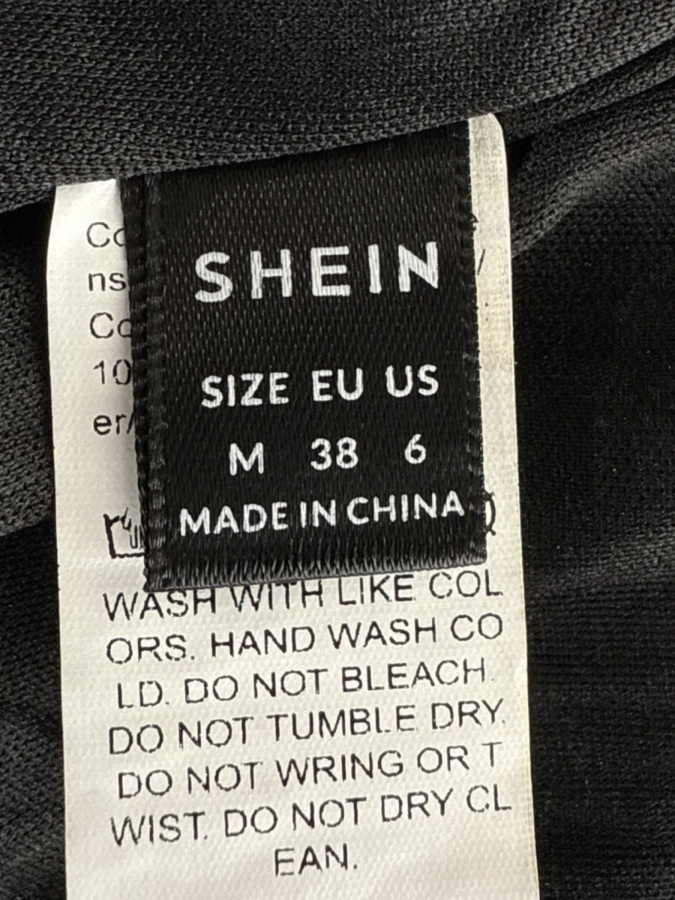 SHEIN
SIZE EU US
M 38 6
MADE IN CHINA
WASH WITH LIKE COL
ORS. HAND WASH CO
LD. DO NOT BLEACH.
DO NOT TUMBLE DRY.
DO NOT WRING OR T
WIST. DO NOT DRY CL
EAN.